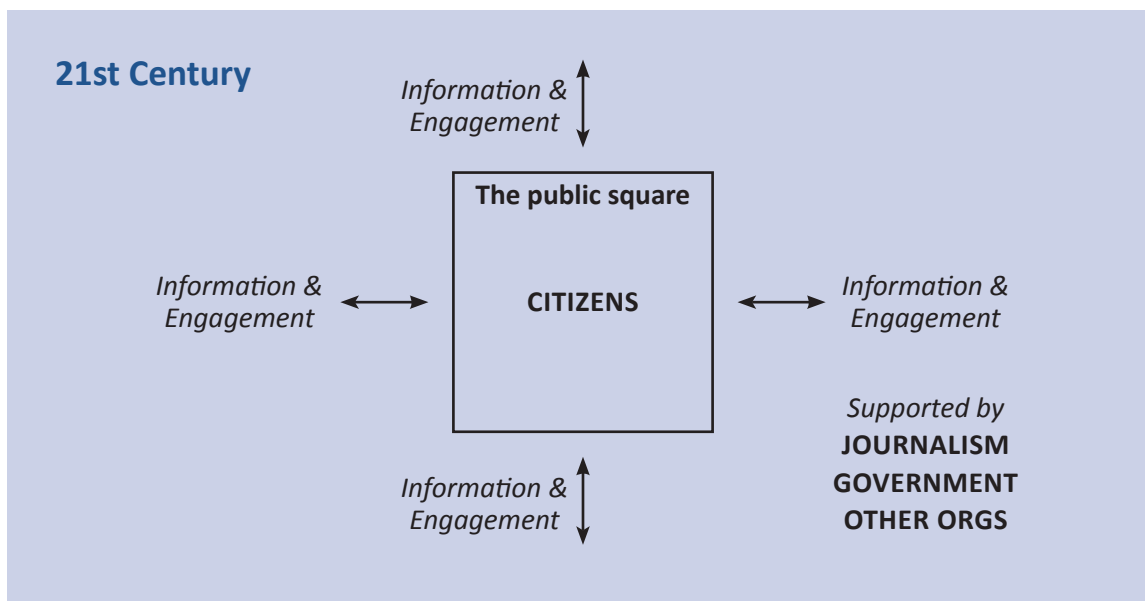 21st Century
Information &
Engagement
The public square
Information &
Engagement
CITIZENS
Information &
Engagement
Supported by
JOURNALISM
GOVERNMENT
OTHER ORGS
Information &
Engagement